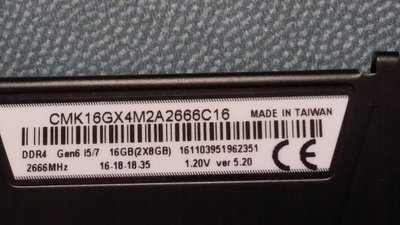 CMK16GX4M2A2666C16 MADE IN TAIWAN
DDR4 Gen6 I5/7 16GB(2X8GB) 161103951962351
2666MHz 16-18-18-35 1.20V ver 5.20 CE